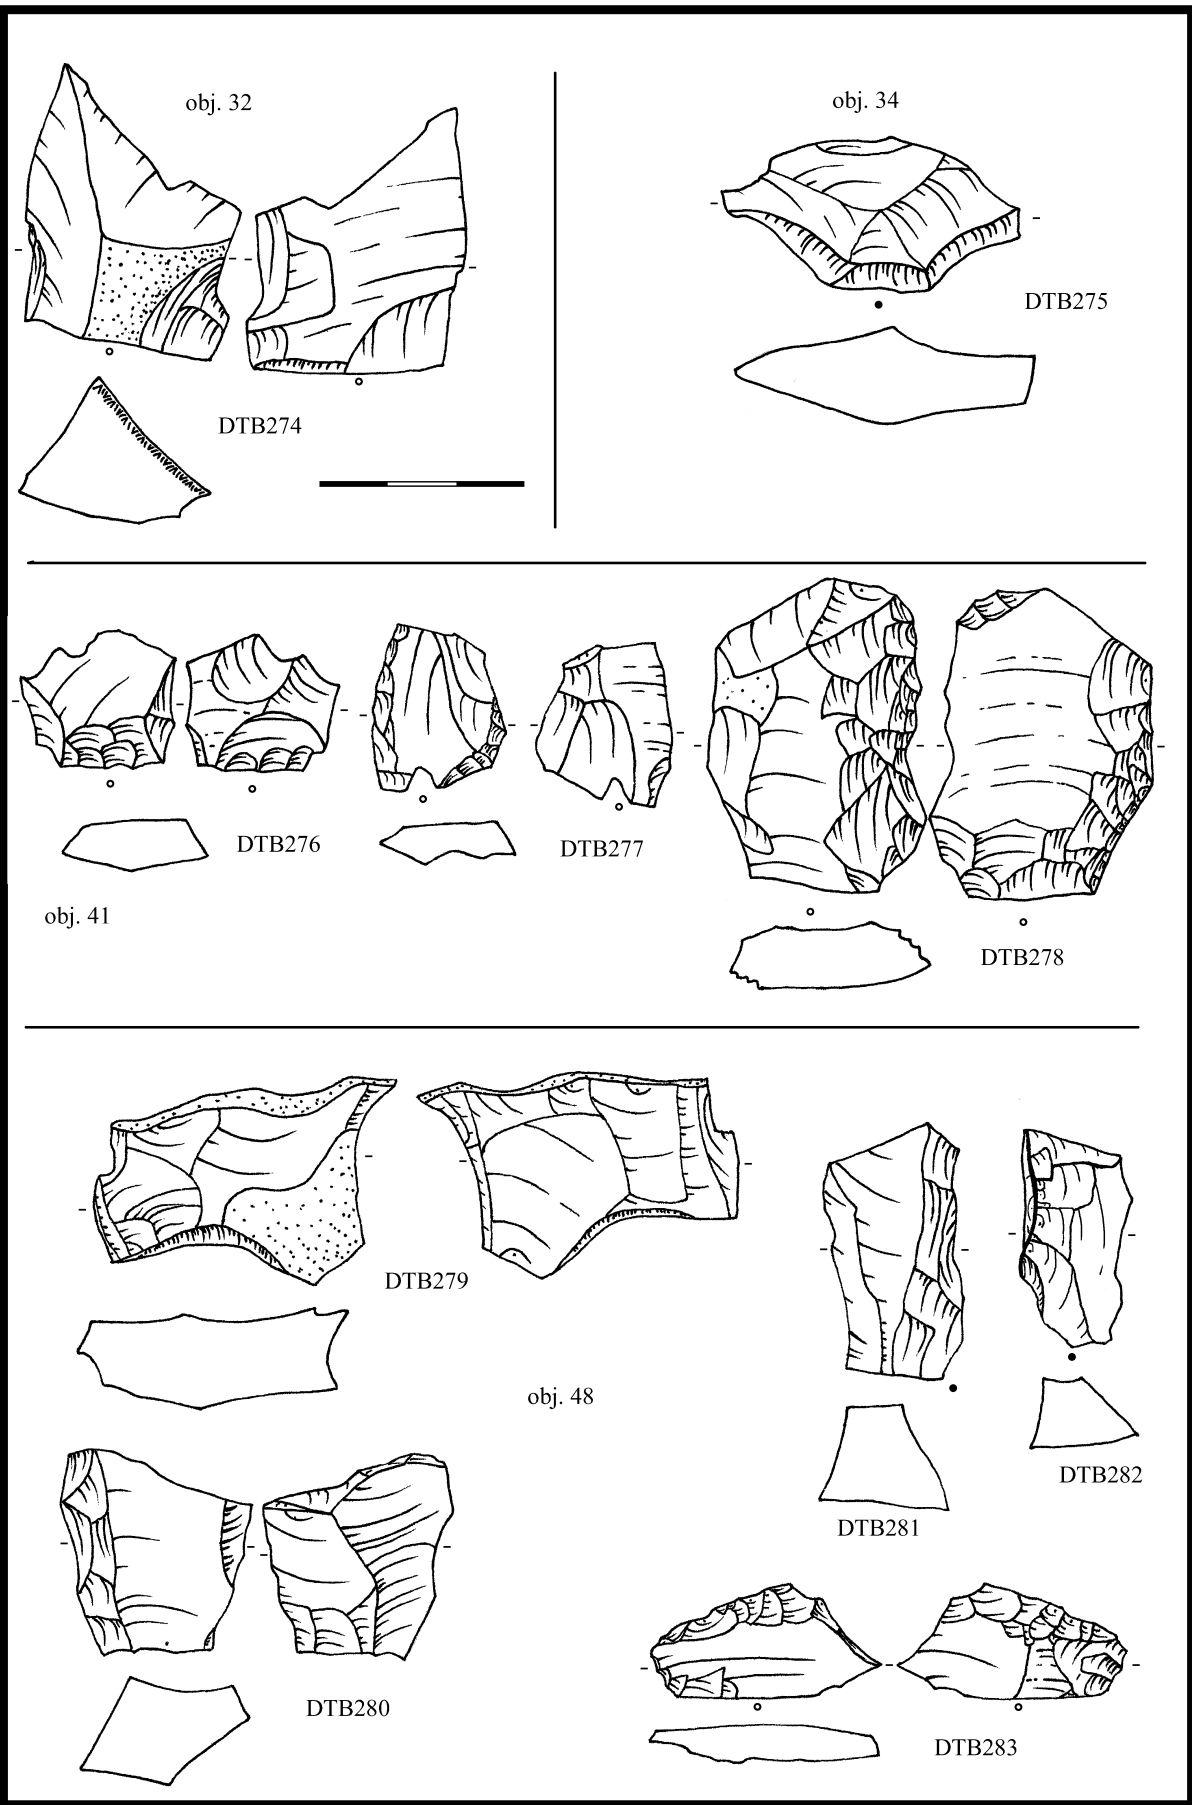 obj. 32
obj. 34
DTB275
DTB274
DTB276
DTB277
obj. 41
DTB278
DTB279
obj. 48
DTB282
DTB281
DTB280
DTB283